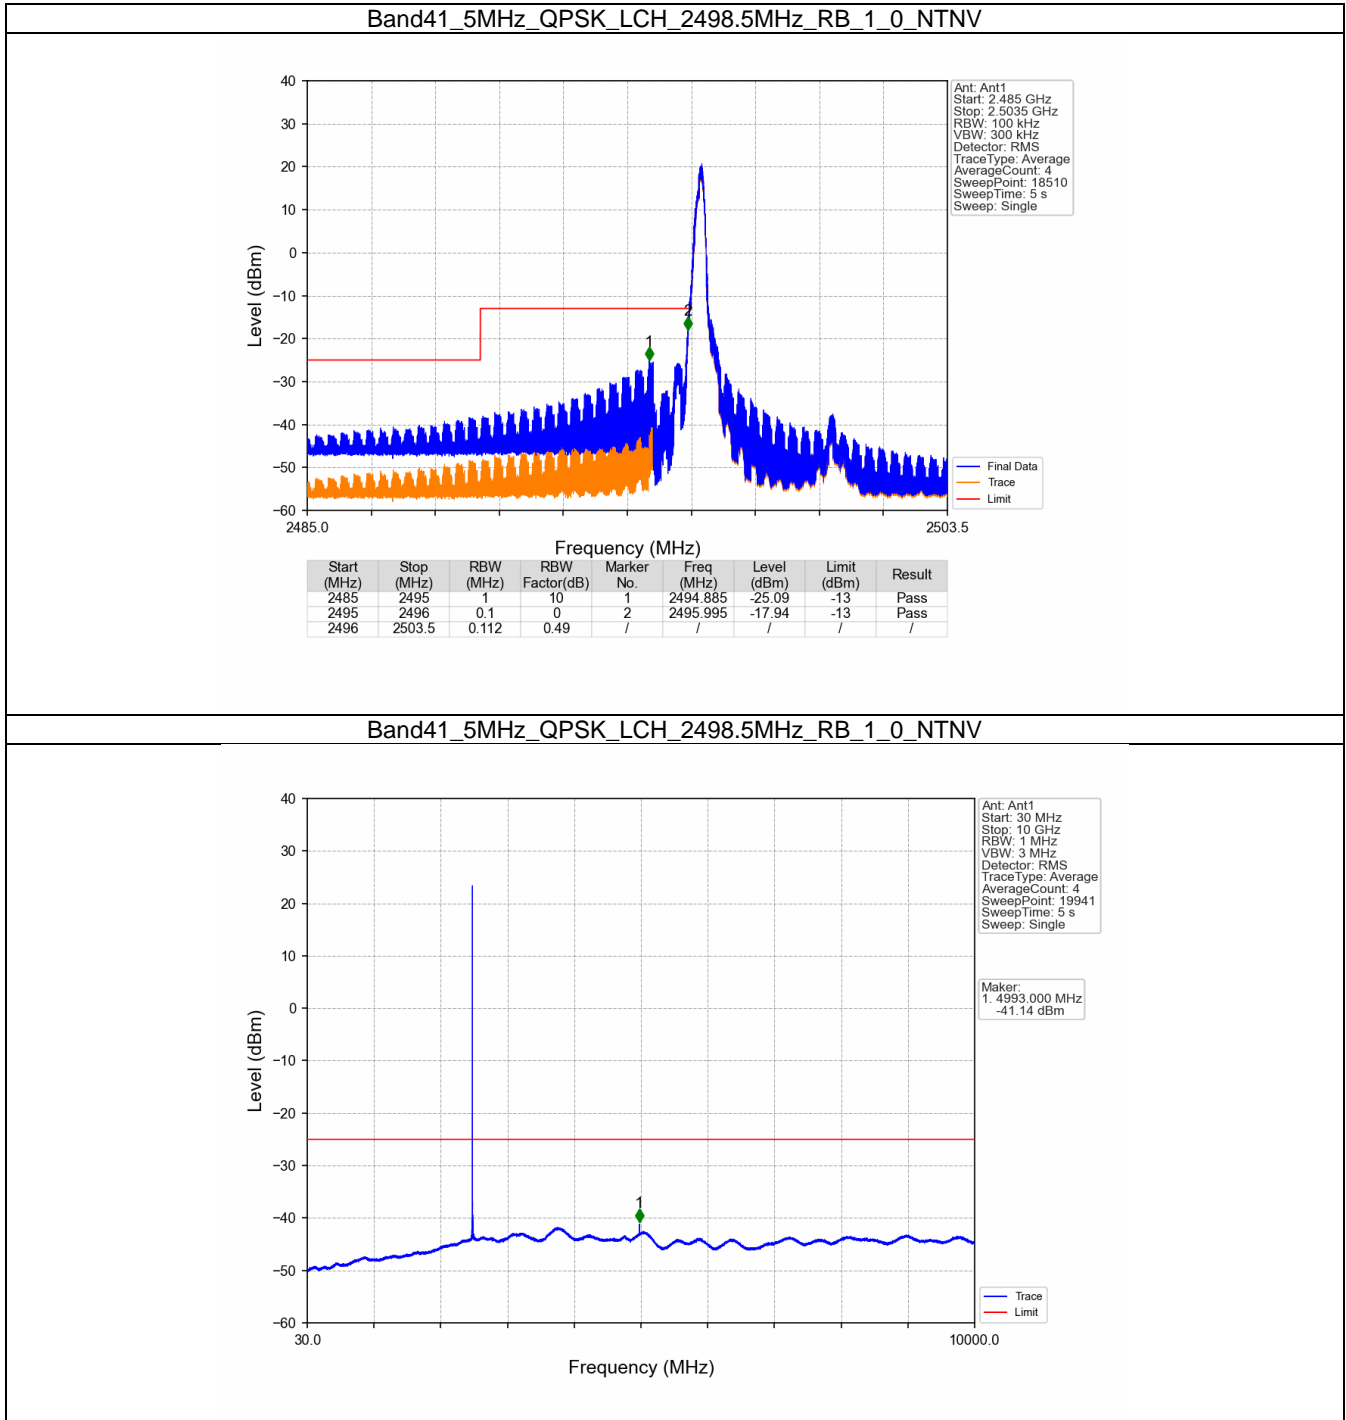 Band41_5MHz_QPSK_LCH_2498.5MHz_RB_1_0_NTNV
40
30
20
10
0
−10
−20
−30
−40
−50
−60
Level (dBm)
1
2
2485.0
2503.5
Frequency (MHz)
Ant: Ant1
Start: 2.485 GHz
Stop: 2.5035 GHz
RBW: 100 kHz
VBW: 300 kHz
Detector: RMS
TraceType: Average
AverageCount: 4
SweepPoint: 18510
SweepTime: 5 s
Sweep: Single
Final Data
Trace
Limit
Start (MHz) Stop (MHz) RBW (MHz) RBW Factor(dB) Marker No. Freq (MHz) Level (dBm) Limit (dBm) Result
2485 2495 1 10 1 2494.885 -25.09 -13 Pass
2495 2496 0.1 0 2 2495.995 -17.94 -13 Pass
2496 2503.5 0.112 0.49 / / / / /
Band41_5MHz_QPSK_LCH_2498.5MHz_RB_1_0_NTNV
40
30
20
10
0
−10
−20
−30
−40
−50
−60
Level (dBm)
1
30.0
10000.0
Frequency (MHz)
Ant: Ant1
Start: 30 MHz
Stop: 10 GHz
RBW: 1 MHz
VBW: 3 MHz
Detector: RMS
TraceType: Average
AverageCount: 4
SweepPoint: 19941
SweepTime: 5 s
Sweep: Single
Maker:
1. 4993.000 MHz
-41.14 dBm
Trace
Limit